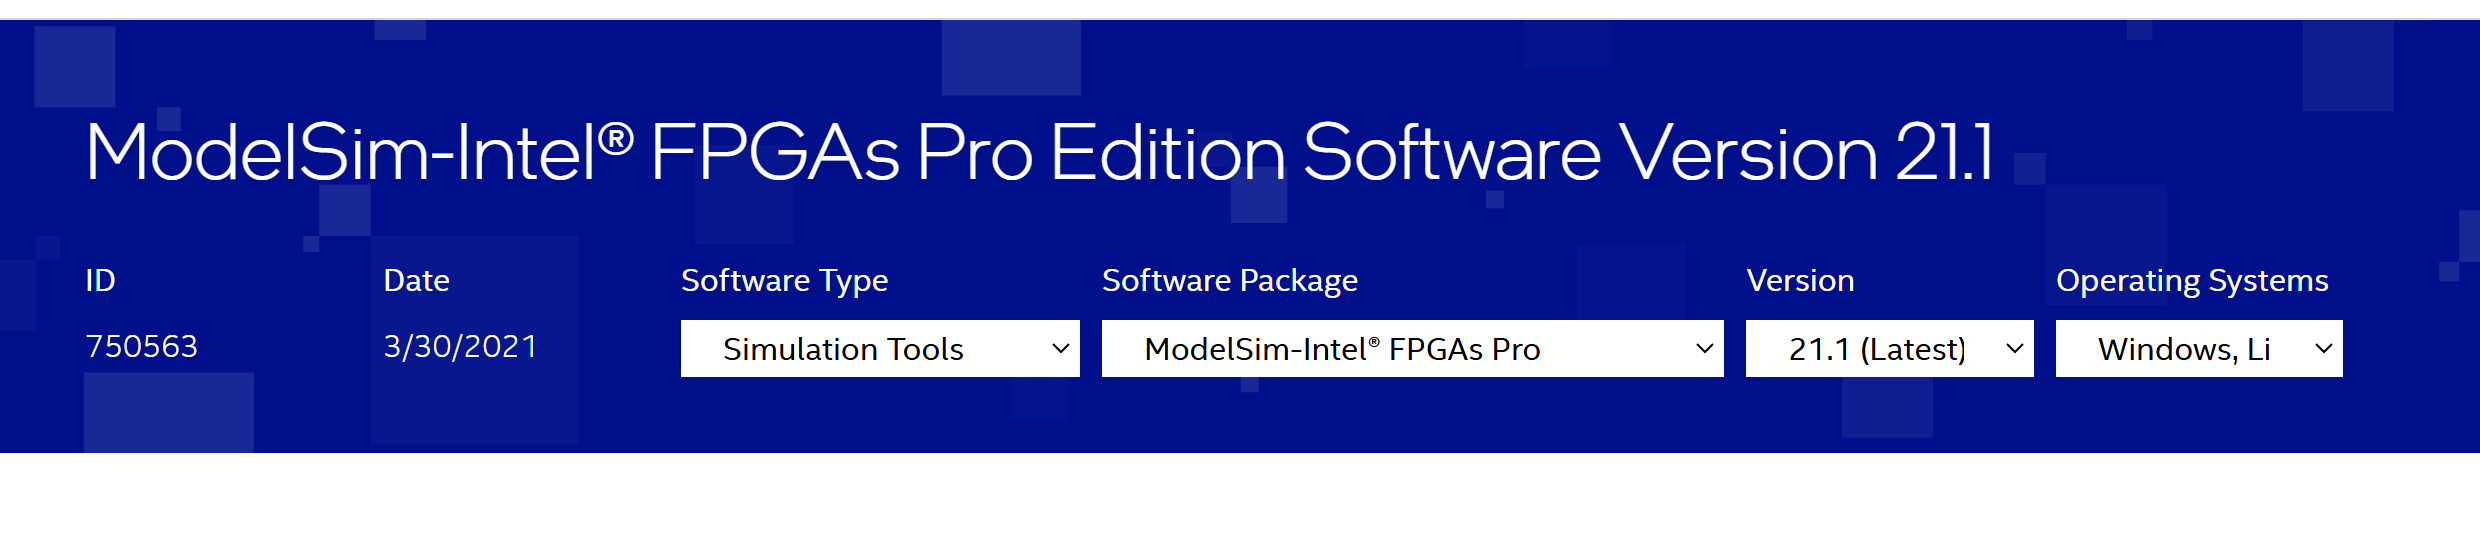 ModelSim-Intel® FPGAs Pro Edition Software Version 21.1
ID Date Software Type Software Package Version Operating Systems
750563 3/30/2021 Simulation Tools ModelSim-Intel® FPGAs Pro 21.1 (Latest) Windows, Li